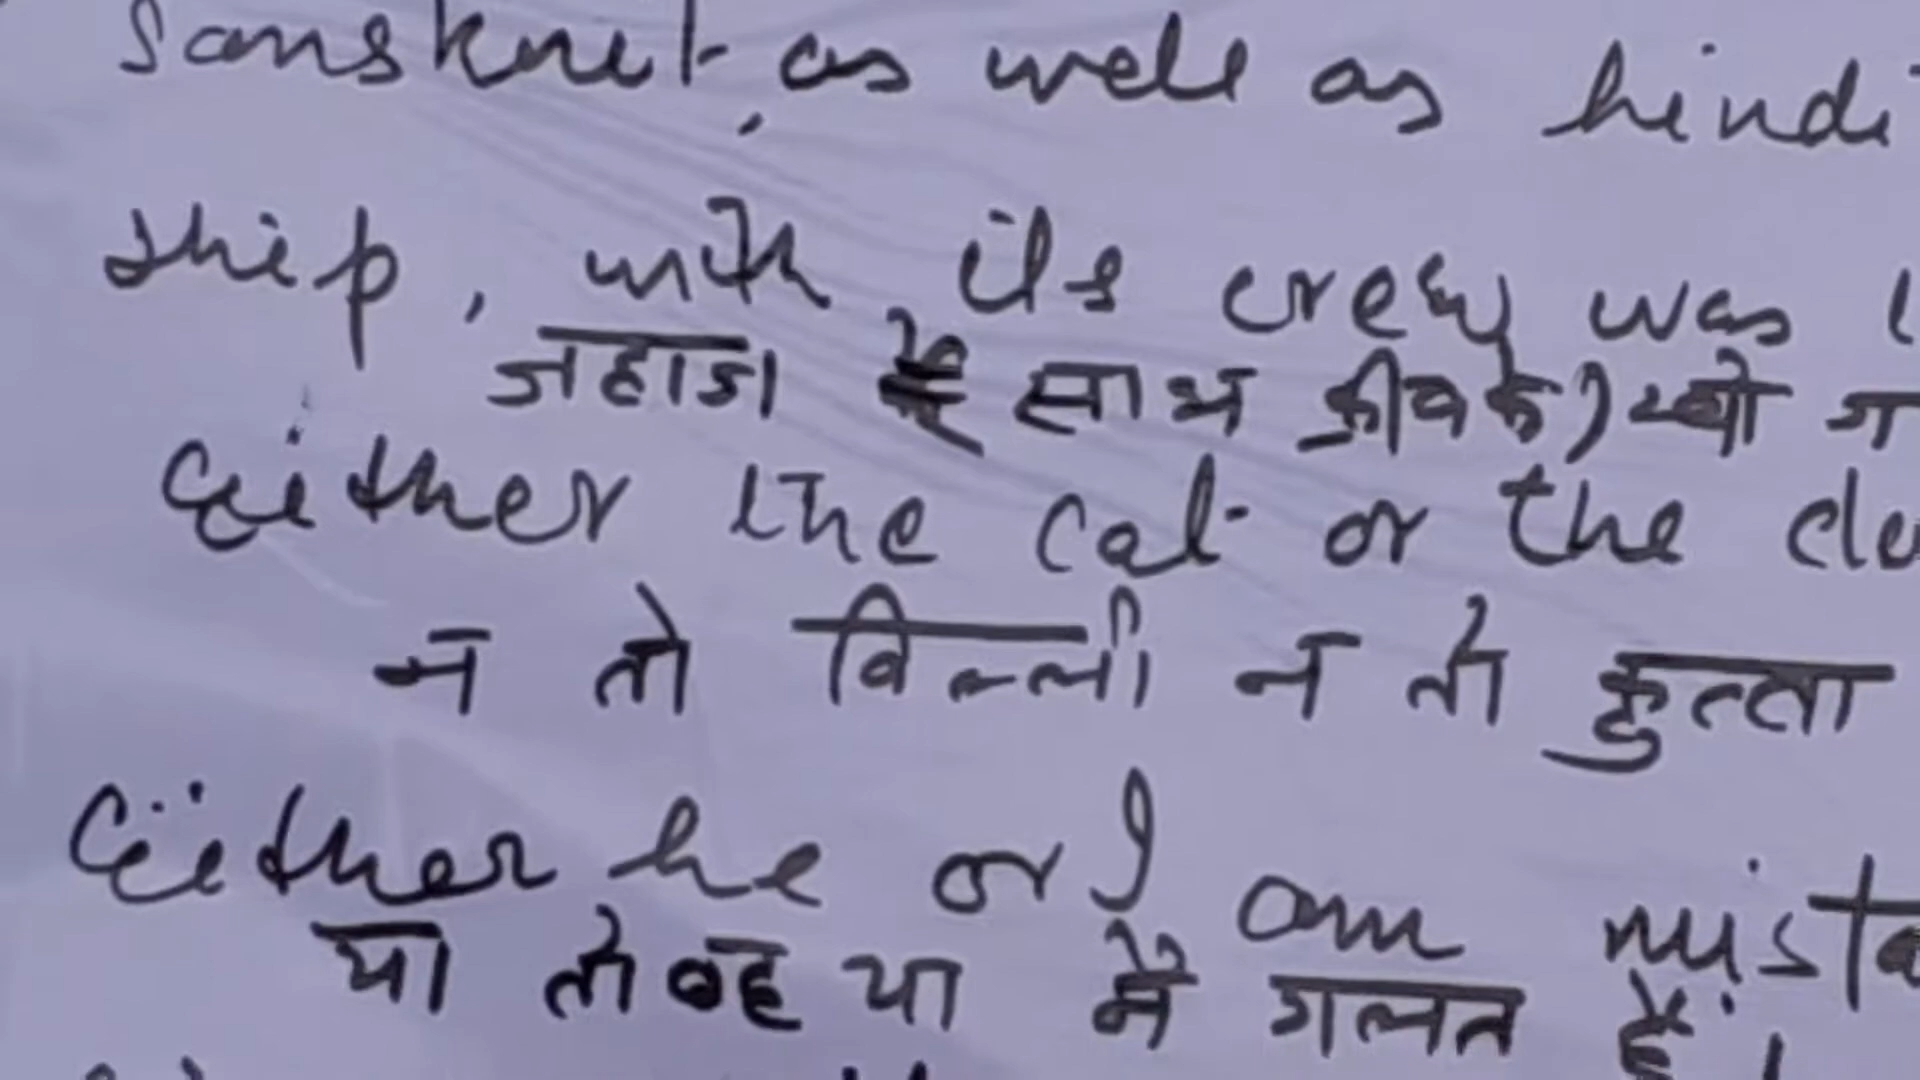 Sanskrit, as well as hindi
ship, with its crew was
जहाज साथ क्रीवके) खो ग
Either the cat or the
न तो बिल्ली न तो कुत्ता
Either he or I am mista
या तो वह या मैं गलत हैं।